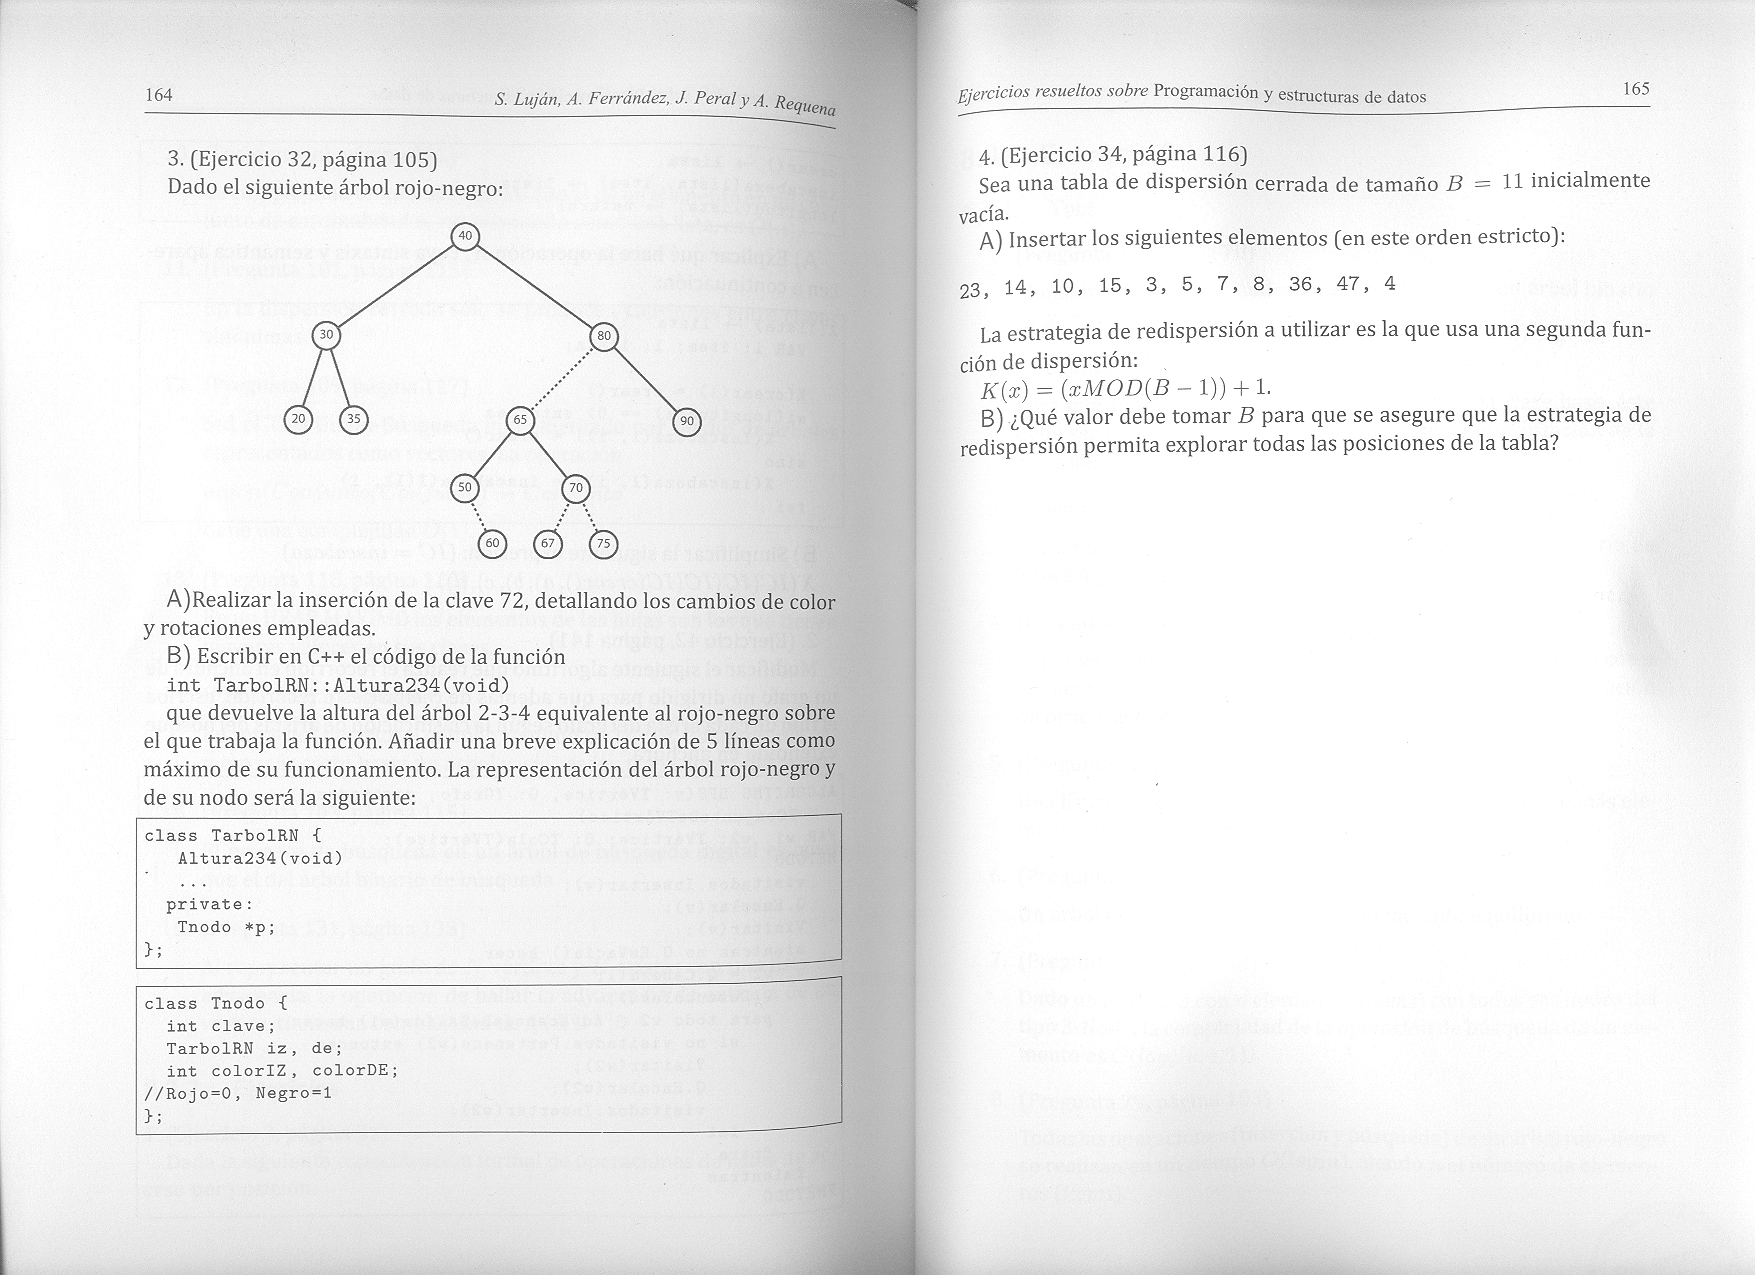 164
S. Luján, A. Ferrández, J. Peral y A. Requena
3. (Ejercicio 32, página 105)
Dado el siguiente árbol rojo-negro:
40
30
80
20
35
65
90
50
70
60
67
75
A)Realizar la inserción de la clave 72, detallando los cambios de color
y rotaciones empleadas.
B) Escribir en C++ el código de la función
int TarbolRN::Altura234(void)
que devuelve la altura del árbol 2-3-4 equivalente al rojo-negro sobre
el que trabaja la función. Añadir una breve explicación de 5 líneas como
máximo de su funcionamiento. La representación del árbol rojo-negro y
de su nodo será la siguiente:
class TarbolRN {
Altura234(void)
...
private:
Tnodo *p;
};
class Tnodo {
int clave;
TarbolRN iz, de;
int colorIZ, colorDE;
//Rojo=0, Negro=1
};
Ejercicios resueltos sobre Programación y estructuras de datos
165
4. (Ejercicio 34, página 116)
Sea una tabla de dispersión cerrada de tamaño B = 11 inicialmente
vacía.
A) Insertar los siguientes elementos (en este orden estricto):
23, 14, 10, 15, 3, 5, 7, 8, 36, 47, 4
La estrategia de redispersión a utilizar es la que usa una segunda fun-
ción de dispersión:
K(x) = (xMOD(B − 1)) + 1.
B) ¿Qué valor debe tomar B para que se asegure que la estrategia de
redispersión permita explorar todas las posiciones de la tabla?